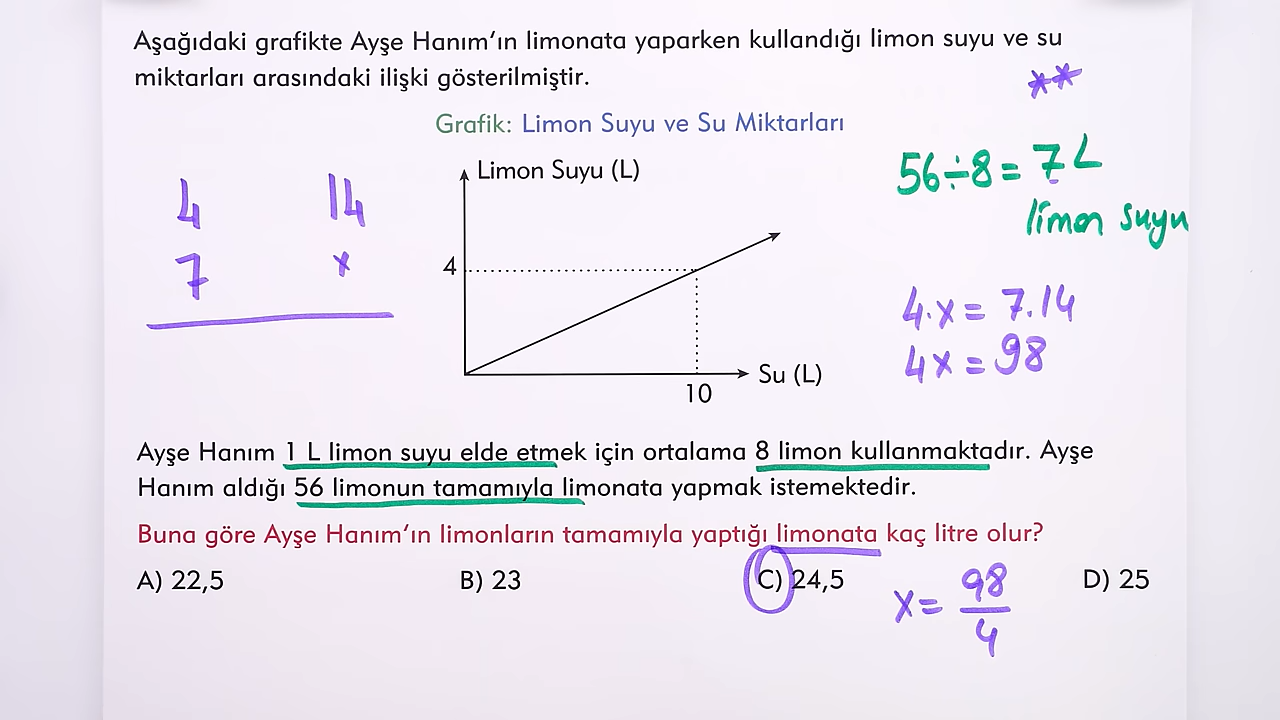 Aşağıdaki grafikte Ayşe Hanım'ın limonata yaparken kullandığı limon suyu ve su
miktarları arasındaki ilişki gösterilmiştir.
**
Grafik: Limon Suyu ve Su Miktarları
Limon Suyu (L)
56÷8 = 7 L
limon suyu
4 14
7 x
4
4.x = 7.14
4x = 98
Su (L)
10
Ayşe Hanım 1 L limon suyu elde etmek için ortalama 8 limon kullanmaktadır. Ayşe
Hanım aldığı 56 limonun tamamıyla limonata yapmak istemektedir.
Buna göre Ayşe Hanım'ın limonların tamamıyla yaptığı limonata kaç litre olur?
A) 22,5 B) 23 C) 24,5 D) 25
x = 98
4